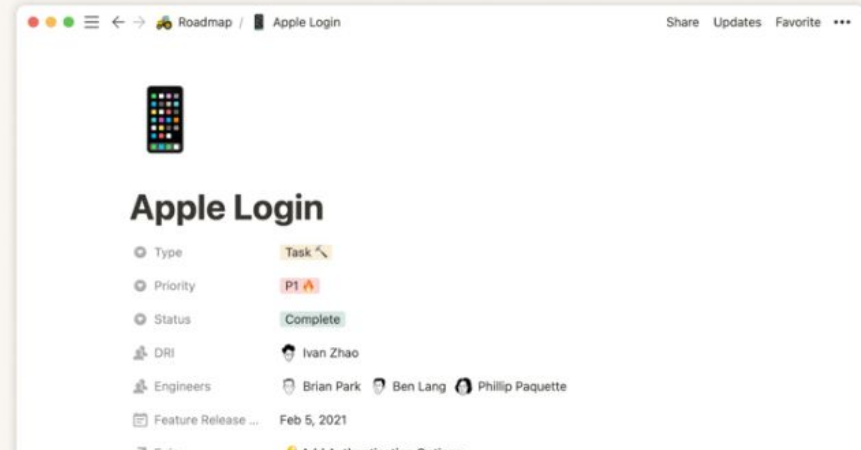 Roadmap / Apple Login Share Updates Favorite
Apple Login
Type Task
Priority P1
Status Complete
DRI Ivan Zhao
Engineers Brian Park Ben Lang Phillip Paquette
Feature Release ... Feb 5, 2021